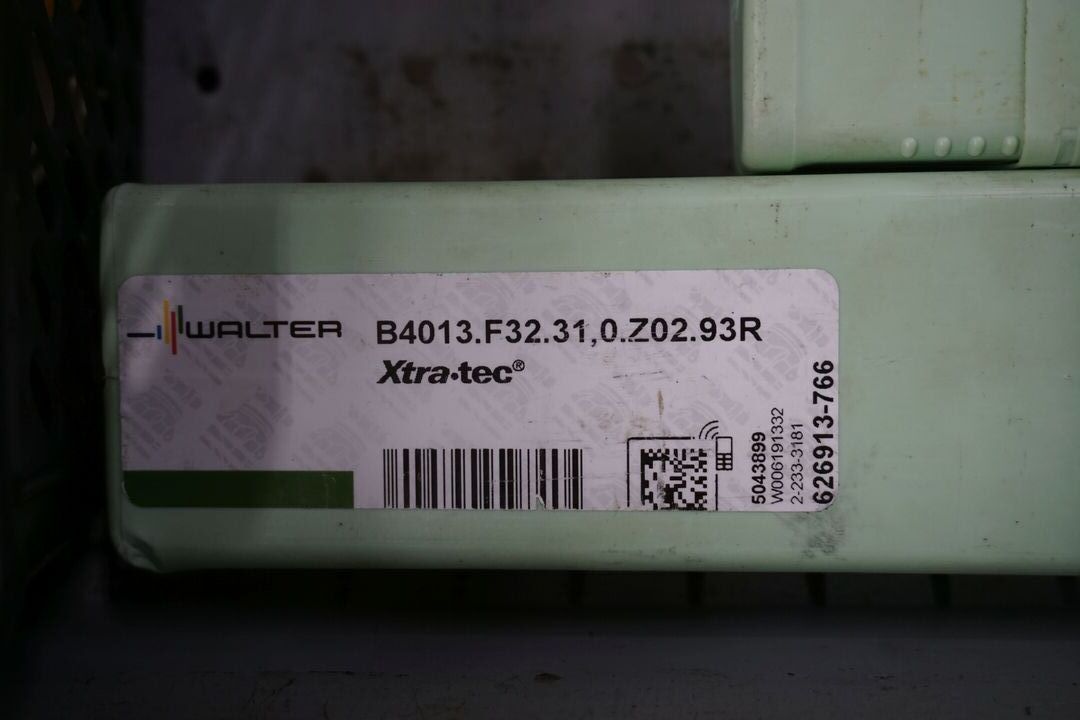 WALTER
B4013.F32.31,0.Z02.93R
Xtra·tec®
5043899
W006191332
2-233-3181
626913-766